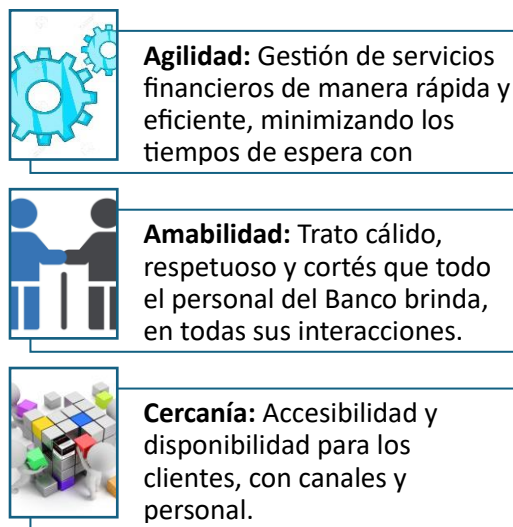 Agilidad: Gestión de servicios
financieros de manera rápida y
eficiente, minimizando los
tiempos de espera con
Amabilidad: Trato cálido,
respetuoso y cortés que todo
el personal del Banco brinda,
en todas sus interacciones.
Cercanía: Accesibilidad y
disponibilidad para los
clientes, con canales y
personal.